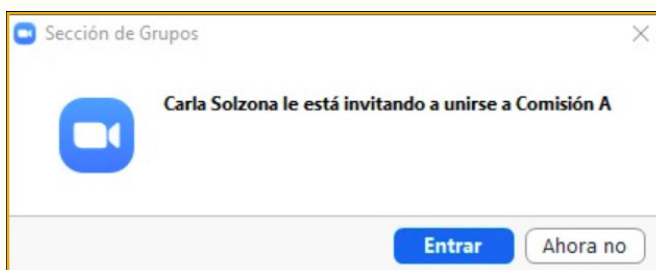 Sección de Grupos
Carla Solzona le está invitando a unirse a Comisión A
Entrar
Ahora no